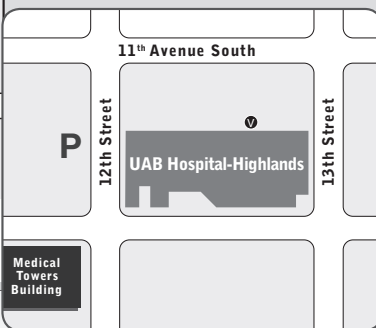 11th Avenue South
12th Street
13th Street
V
P
UAB Hospital-Highlands
Medical
Towers
Building